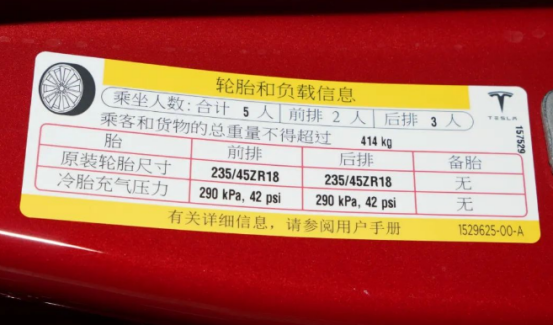 轮胎和负载信息
乘坐人数: 合计 5 人 前排 2 人 后排 3 人
乘客和货物的总重量不得超过 414 kg
胎 前排 后排 备胎
原装轮胎尺寸 235/45ZR18 235/45ZR18 无
冷胎充气压力 290 kPa, 42 psi 290 kPa, 42 psi 无
有关详细信息，请参阅用户手册
1529625-00-A
TESLA
157529